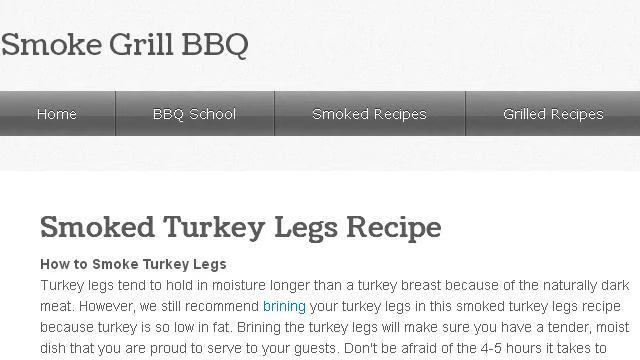 Smoke Grill BBQ
Home
BBQ School
Smoked Recipes
Grilled Recipes
Smoked Turkey Legs Recipe
How to Smoke Turkey Legs
Turkey legs tend to hold in moisture longer than a turkey breast because of the naturally dark
meat. However, we still recommend brining your turkey legs in this smoked turkey legs recipe
because turkey is so low in fat. Brining the turkey legs will make sure you have a tender, moist
dish that you are proud to serve to your guests. Don't be afraid of the 4-5 hours it takes to